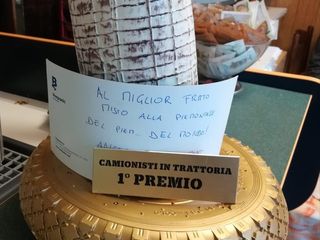 AL MIGLIOR FRITTO
MISTO ALLA PIEMONTESE
DEL PIEM... DEL MONDO!
CAMIONISTI IN TRATTORIA
1° PREMIO